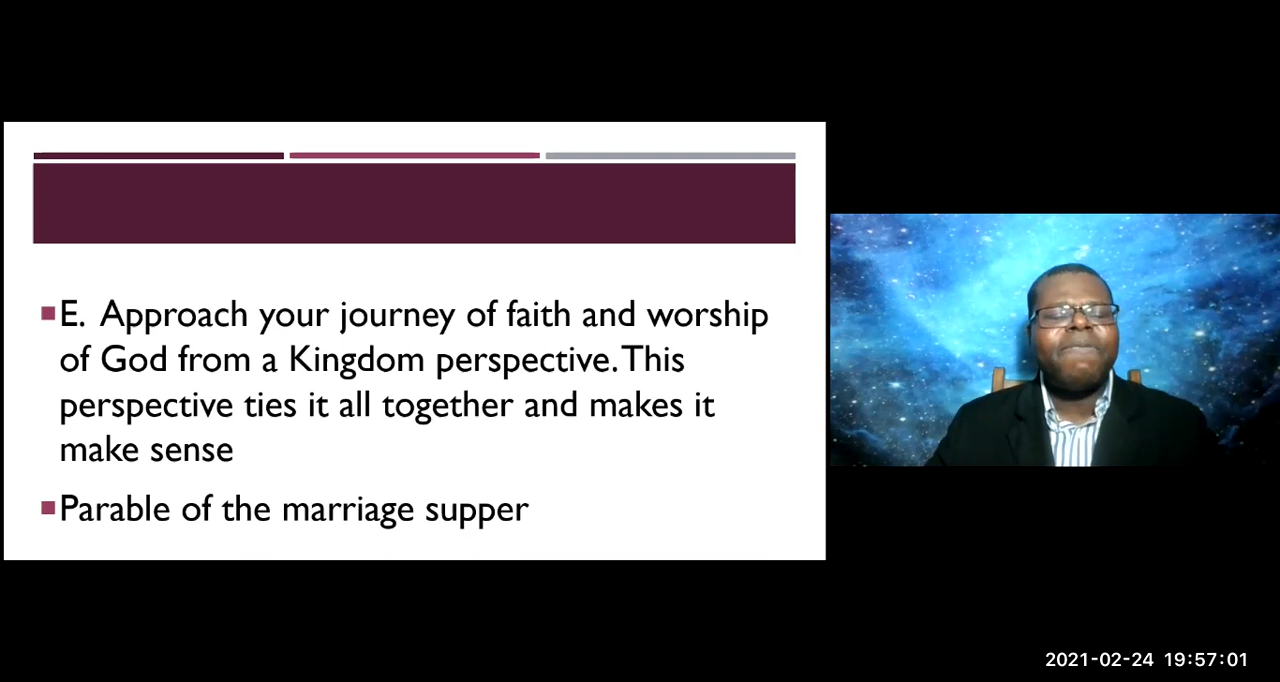 E. Approach your journey of faith and worship
of God from a Kingdom perspective. This
perspective ties it all together and makes it
make sense
Parable of the marriage supper
2021-02-24 19:57:01